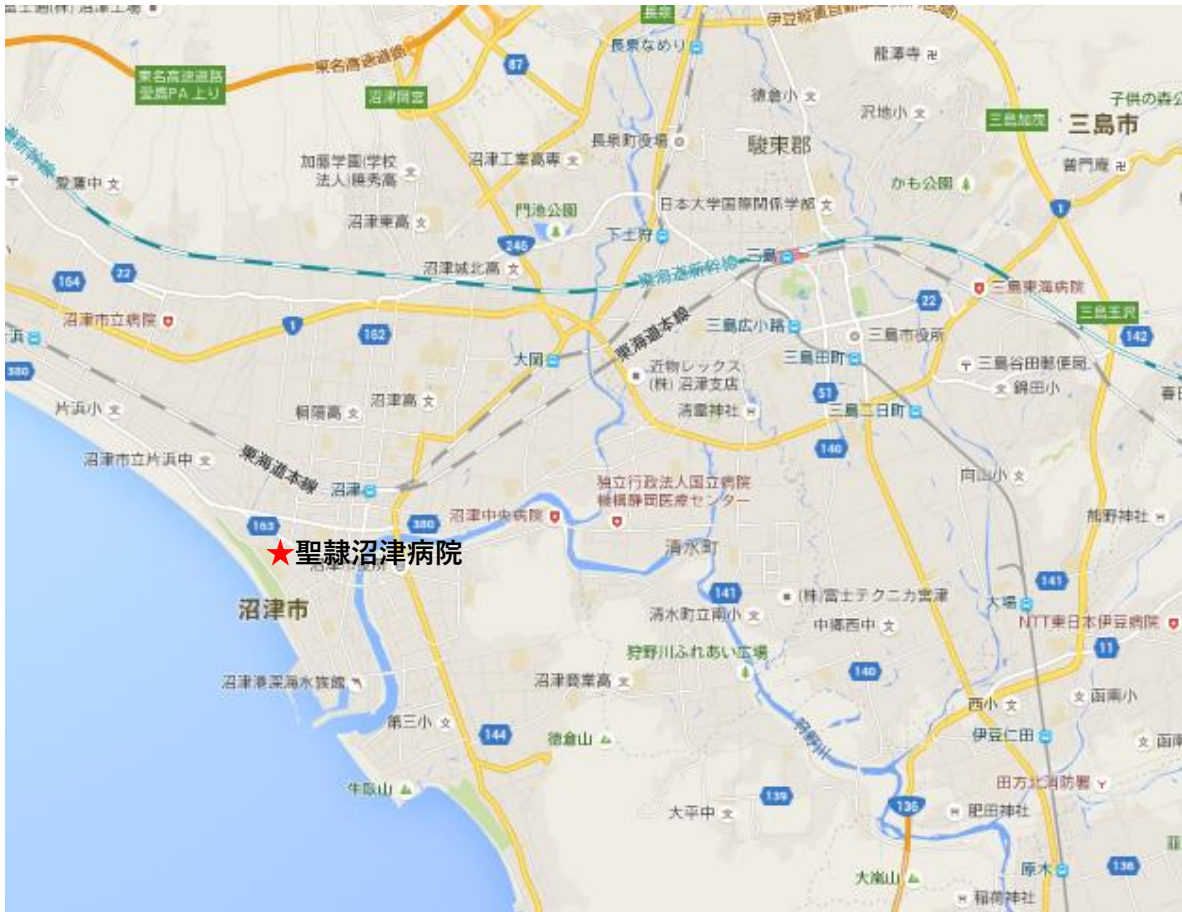 長泉
長泉なめり
龍澤寺
東名高速道路
東名高速道路
愛鷹PA 上り
87
沼津岡宮
徳倉小
沢地小
三島加茂
三島市
長泉町役場
駿東郡
加藤学園(学校
法人)暁秀高
沼津工業高専
普門庵
愛鷹中
かも公園
日本大学国際関係学部
門池公園
沼津東高
下土狩
1
246
三島
東海道新幹線
沼津城北高
22
164
三島東海病院
22
三島玉沢
沼津市立病院
1
162
三島広小路
三島市役所
142
東海道本線
大岡
三島田町
三島谷田郵便局
近物レックス
(株) 沼津支店
380
錦田小
51
片浜小
桐陽高
沼津高
清靈神社
三島二日町
140
沼津市立片浜中
東海道本線
向山小
沼津
独立行政法人国立病院
機構静岡医療センター
163
380
沼津中央病院
熊野神社
★聖隷沼津病院
清水町
141
141
(株)富士テクニカ宮津
沼津市
大場
清水町立南小
中郷西中
NTT東日本伊豆病院
狩野川ふれあい広場
11
140
沼津港深海水族館
沼津商業高
函南小
西小
第三小
144
徳倉山
狩野川
伊豆仁田
牛臥山
139
田方北消防署
大平中
136
肥田神社
大嵐山
原木
136
稲荷神社